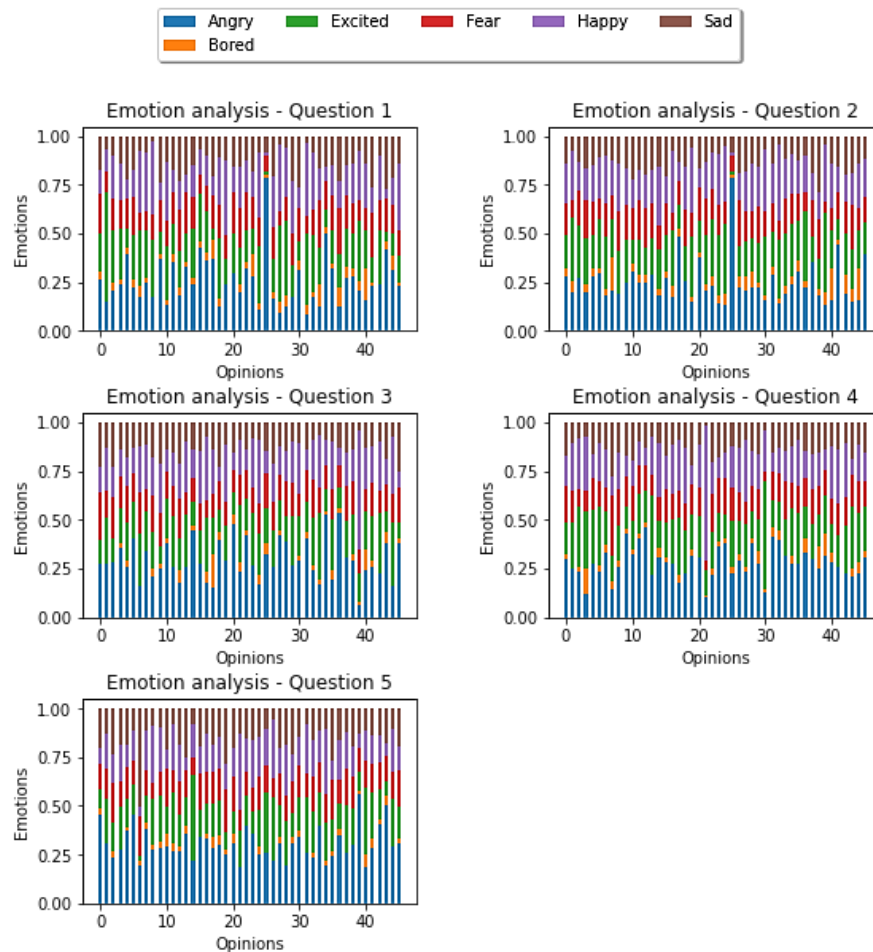 Angry Excited Fear Happy Sad
Bored
Emotion analysis - Question 1
1.00
0.75
0.50
0.25
0.00
Emotions
0 10 20 30 40
Opinions
Emotion analysis - Question 2
1.00
0.75
0.50
0.25
0.00
Emotions
0 10 20 30 40
Opinions
Emotion analysis - Question 3
1.00
0.75
0.50
0.25
0.00
Emotions
0 10 20 30 40
Opinions
Emotion analysis - Question 4
1.00
0.75
0.50
0.25
0.00
Emotions
0 10 20 30 40
Opinions
Emotion analysis - Question 5
1.00
0.75
0.50
0.25
0.00
Emotions
0 10 20 30 40
Opinions